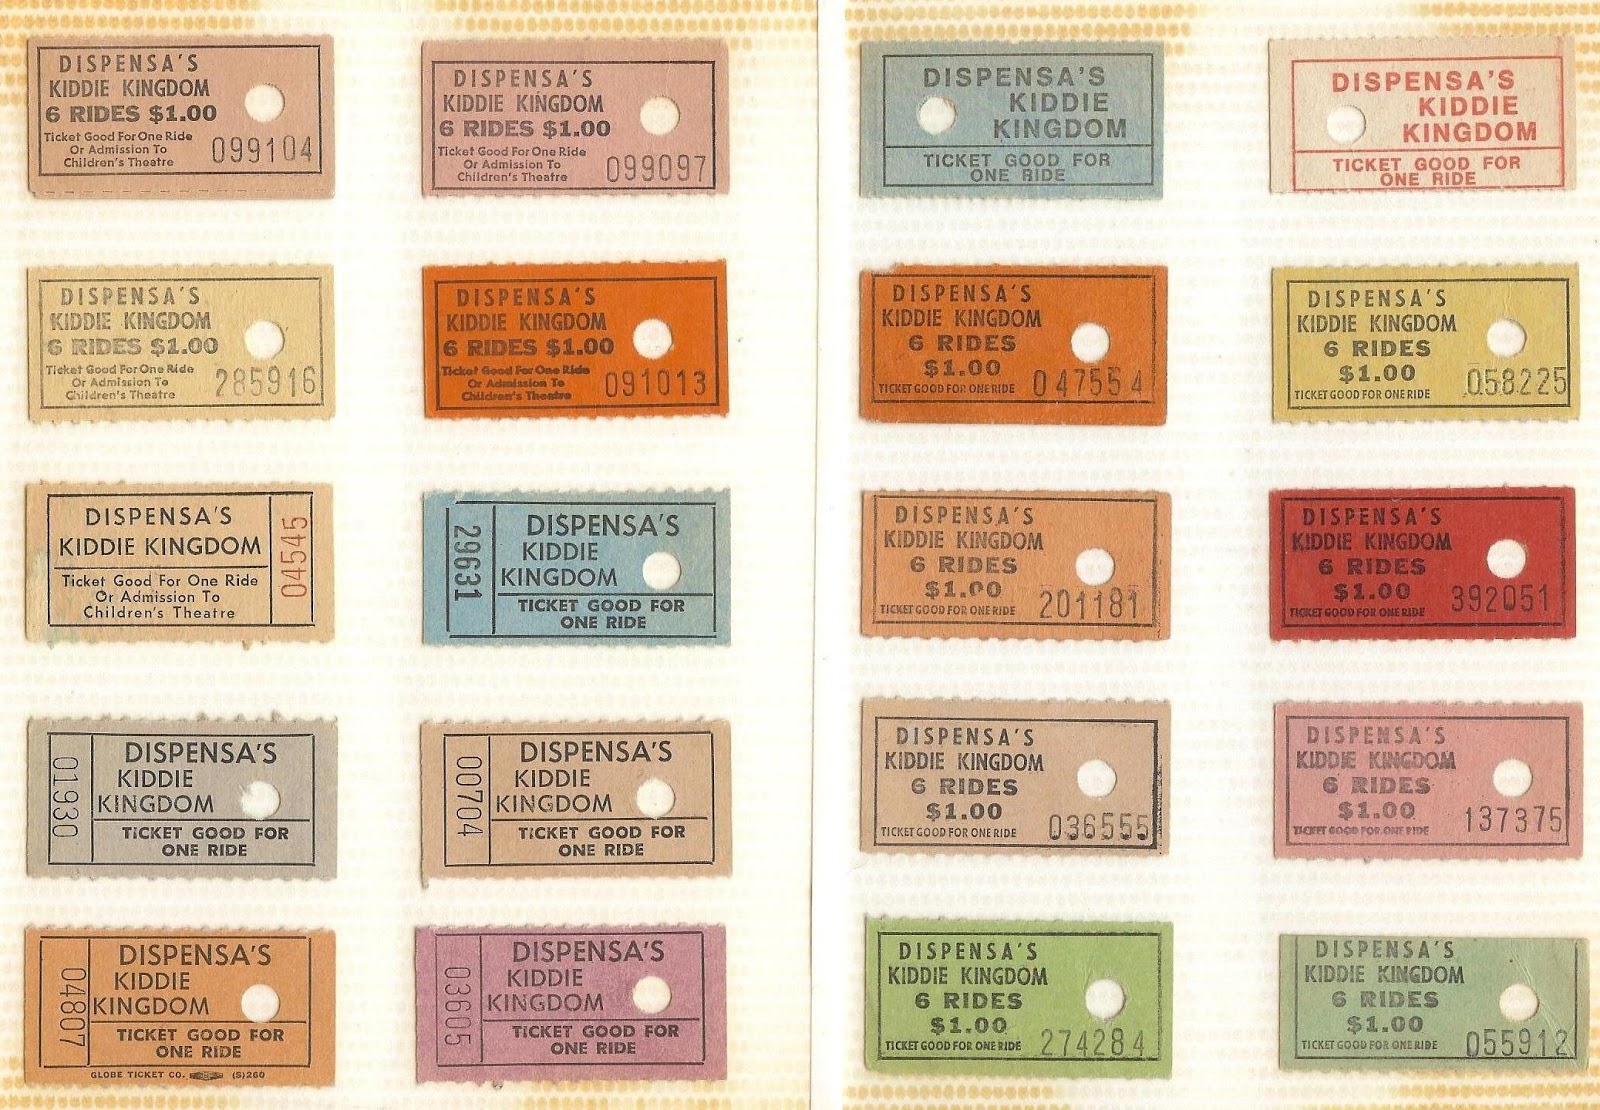 DISPENSA'S
KIDDIE KINGDOM
6 RIDES $1.00
Ticket Good For One Ride
Or Admission To
Children's Theatre
099104
DISPENSA'S
KIDDIE KINGDOM
6 RIDES $1.00
Ticket Good For One Ride
Or Admission To
Children's Theatre
099097
DISPENSA'S
KIDDIE KINGDOM
6 RIDES $1.00
Ticket Good For One Ride
Or Admission To
Children's Theatre
285916
DISPENSA'S
KIDDIE KINGDOM
6 RIDES $1.00
Ticket Good For One Ride
Or Admission To
Children's Theatre
091013
DISPENSA'S
KIDDIE KINGDOM
Ticket Good For One Ride
Or Admission To
Children's Theatre
04545
29631
DISPENSA'S
KIDDIE
KINGDOM
TICKET GOOD FOR
ONE RIDE
01930
DISPENSA'S
KIDDIE
KINGDOM
TICKET GOOD FOR
ONE RIDE
00704
DISPENSA'S
KIDDIE
KINGDOM
TICKET GOOD FOR
ONE RIDE
04807
DISPENSA'S
KIDDIE
KINGDOM
TICKET GOOD FOR
ONE RIDE
GLOBE TICKET CO. (S)260
03605
DISPENSA'S
KIDDIE
KINGDOM
TICKET GOOD FOR
ONE RIDE
DISPENSA'S
KIDDIE
KINGDOM
TICKET GOOD FOR
ONE RIDE
DISPENSA'S
KIDDIE
KINGDOM
TICKET GOOD FOR
ONE RIDE
DISPENSA'S
KIDDIE KINGDOM
6 RIDES
$1.00
TICKET GOOD FOR ONE RIDE
047554
DISPENSA'S
KIDDIE KINGDOM
6 RIDES
$1.00
TICKET GOOD FOR ONE RIDE
058225
DISPENSA'S
KIDDIE KINGDOM
6 RIDES
$1.00
TICKET GOOD FOR ONE RIDE
201181
DISPENSA'S
KIDDIE KINGDOM
6 RIDES
$1.00
TICKET GOOD FOR ONE RIDE
392051
DISPENSA'S
KIDDIE KINGDOM
6 RIDES
$1.00
TICKET GOOD FOR ONE RIDE
036555
DISPENSA'S
KIDDIE KINGDOM
6 RIDES
$1.00
TICKET GOOD FOR ONE RIDE
137375
DISPENSA'S
KIDDIE KINGDOM
6 RIDES
$1.00
TICKET GOOD FOR ONE RIDE
274284
DISPENSA'S
KIDDIE KINGDOM
6 RIDES
$1.00
TICKET GOOD FOR ONE RIDE
055912